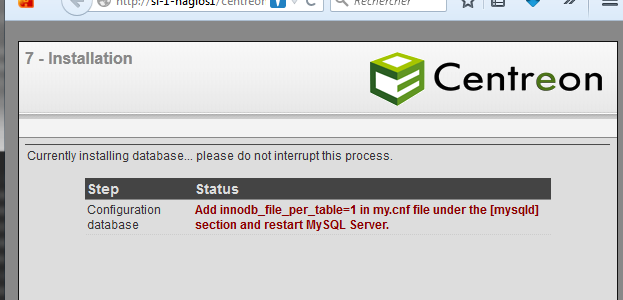 http://si-1-nagios1/centreon
Rechercher
7 - Installation
Centreon
Currently installing database... please do not interrupt this process.
Step Status
Configuration database
Add innodb_file_per_table=1 in my.cnf file under the [mysqld]
section and restart MySQL Server.